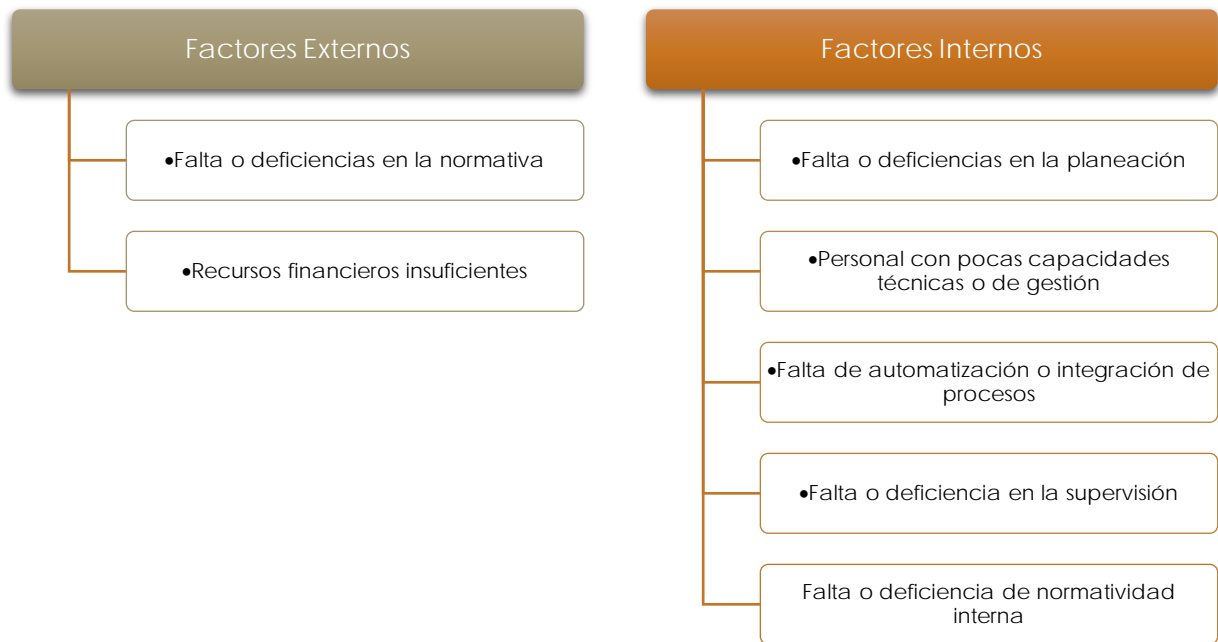 Factores Externos
•Falta o deficiencias en la normativa
•Recursos financieros insuficientes
Factores Internos
•Falta o deficiencias en la planeación
•Personal con pocas capacidades
técnicas o de gestión
•Falta de automatización o integración de
procesos
•Falta o deficiencia en la supervisión
Falta o deficiencia de normatividad
interna